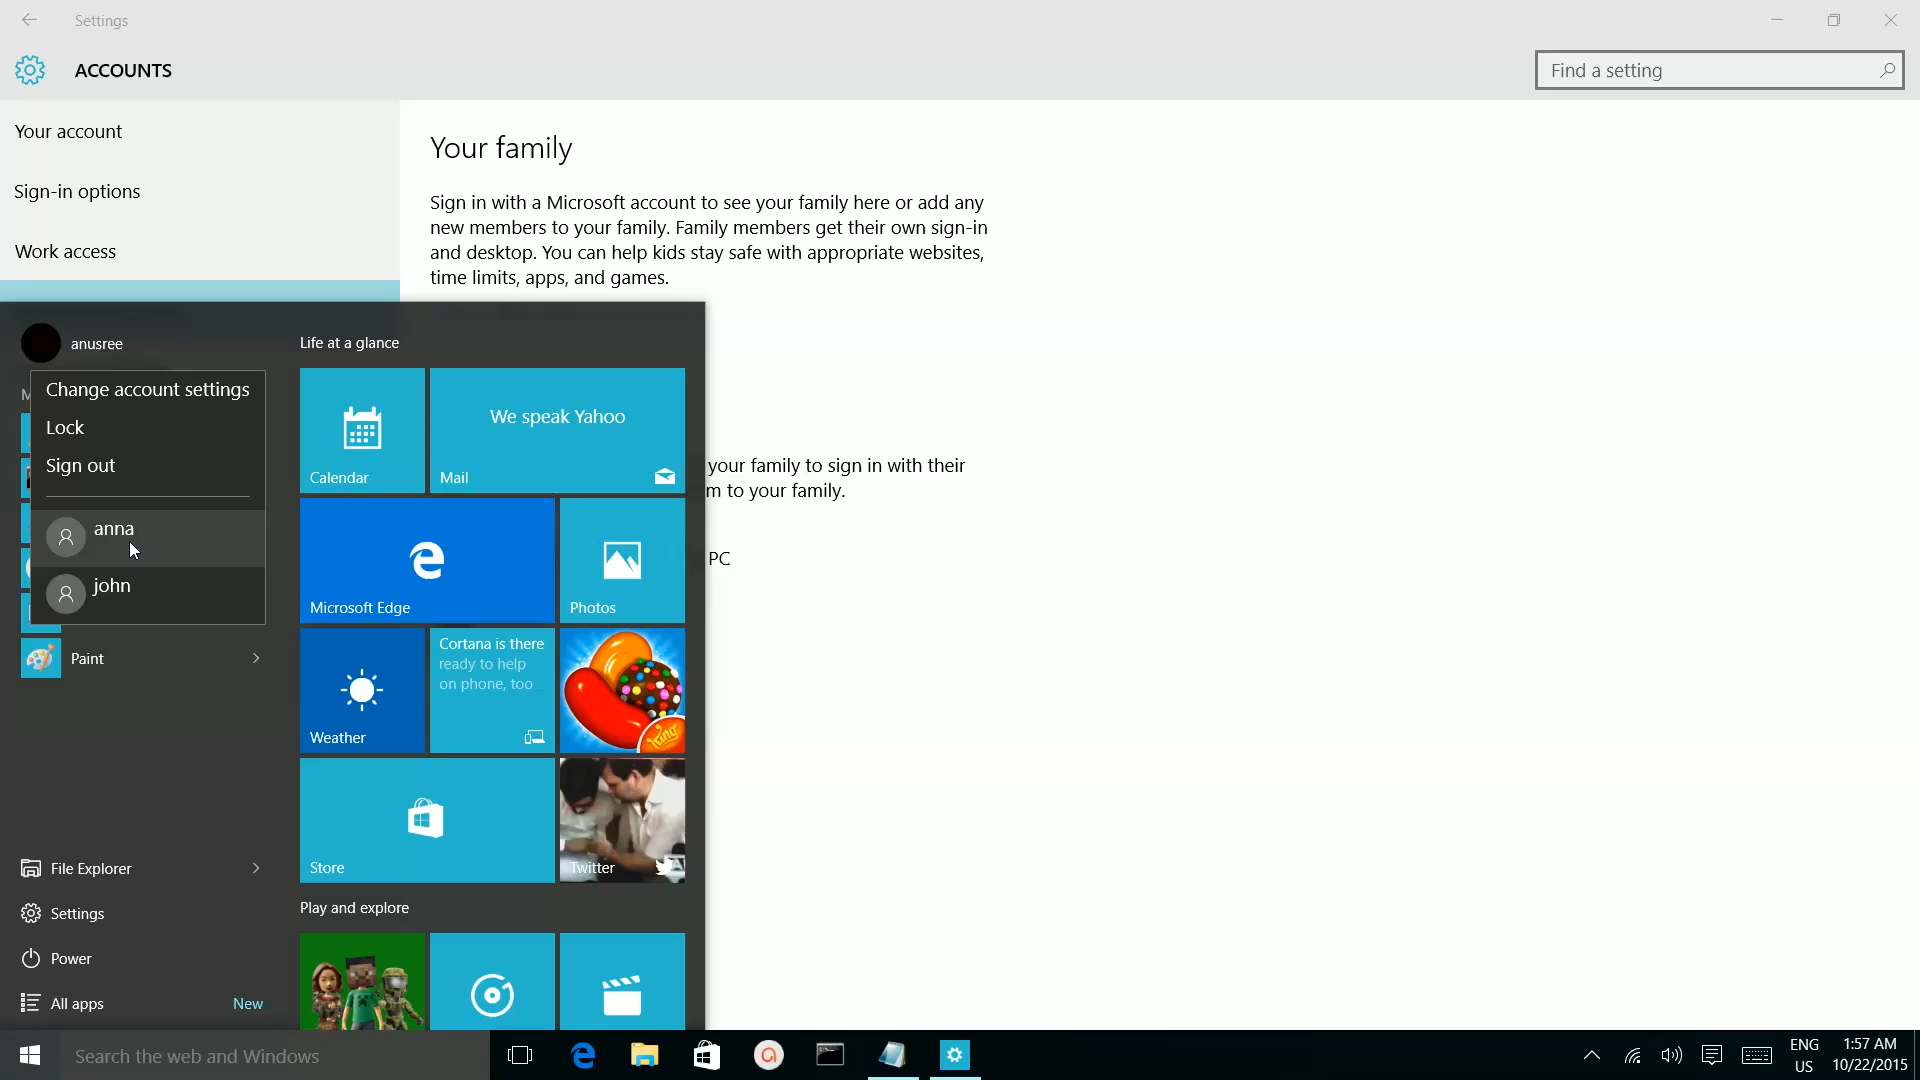 Settings
ACCOUNTS
Find a setting
Your account
Sign-in options
Work access
Your family
Sign in with a Microsoft account to see your family here or add any
new members to your family. Family members get their own sign-in
and desktop. You can help kids stay safe with appropriate websites,
time limits, apps, and games.
your family to sign in with their
m to your family.
PC
anusree
M
Change account settings
Lock
Sign out
anna
john
Paint
File Explorer
Settings
Power
All apps
New
Life at a glance
Calendar
We speak Yahoo
Mail
Microsoft Edge
Photos
Weather
Cortana is there
ready to help
on phone, too
King
Store
Twitter
Play and explore
Search the web and Windows
ENG
US
1:57 AM
10/22/2015